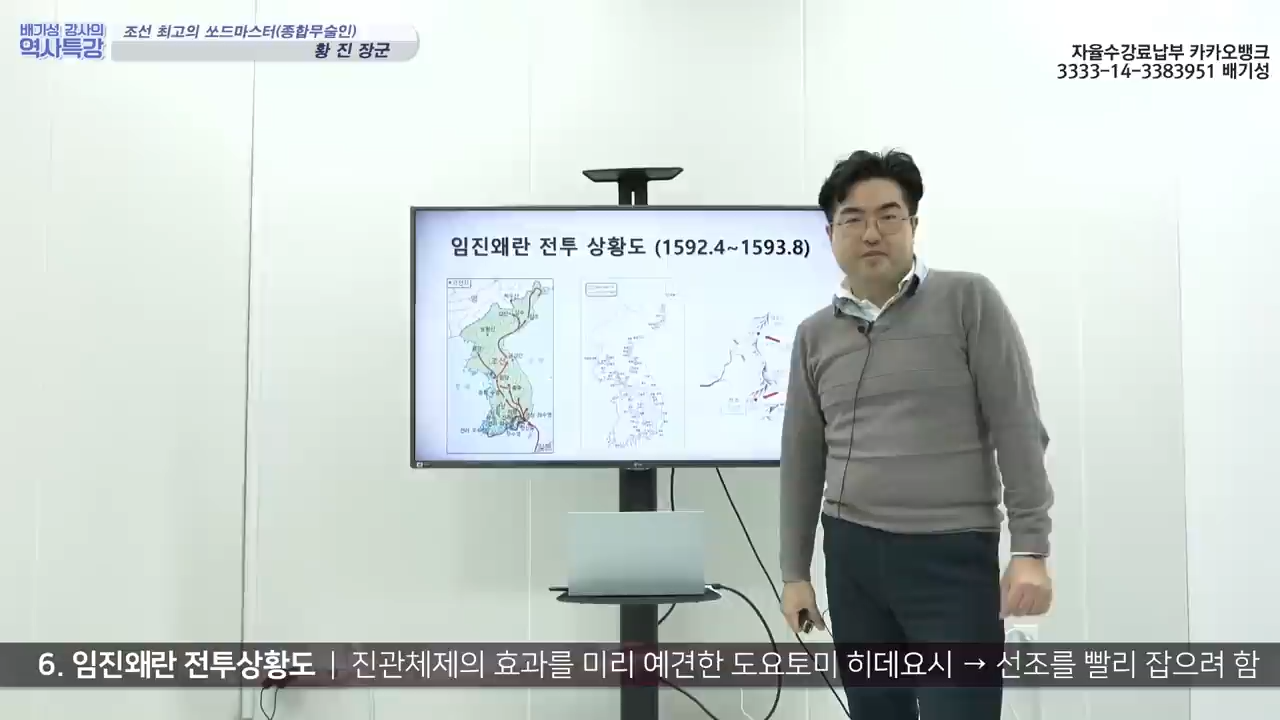 배기성 강사의
역사특강
조선 최고의 쏘드마스터(종합무술인)
황 진 장군
자율수강료납부 카카오뱅크
3333-14-3383951 배기성
임진왜란 전투 상황도 (1592.4~1593.8)
6. 임진왜란 전투상황도 | 진관체제의 효과를 미리 예견한 도요토미 히데요시 → 선조를 빨리 잡으려 함